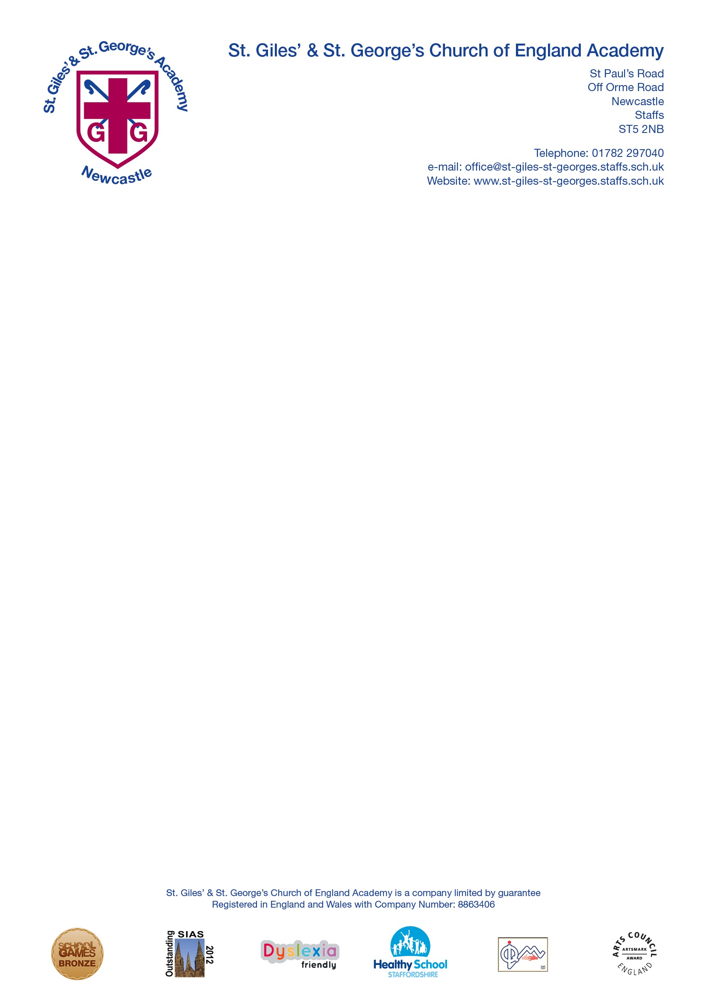 St. Giles’ & St. George’s Academy
G G
Newcastle
St. Giles’ & St. George’s Church of England Academy
St Paul’s Road
Off Orme Road
Newcastle
Staffs
ST5 2NB
Telephone: 01782 297040
e-mail: office@st-giles-st-georges.staffs.sch.uk
Website: www.st-giles-st-georges.staffs.sch.uk
St. Giles’ & St. George’s Church of England Academy is a company limited by guarantee
Registered in England and Wales with Company Number: 8863406
SCHOOL
GAMES
BRONZE
Outstanding
SIAS
2012
Dyslexia
friendly
Healthy School
STAFFORDSHIRE
ARTS COUNCIL
ARTSMARK
AWARD
ENGLAND